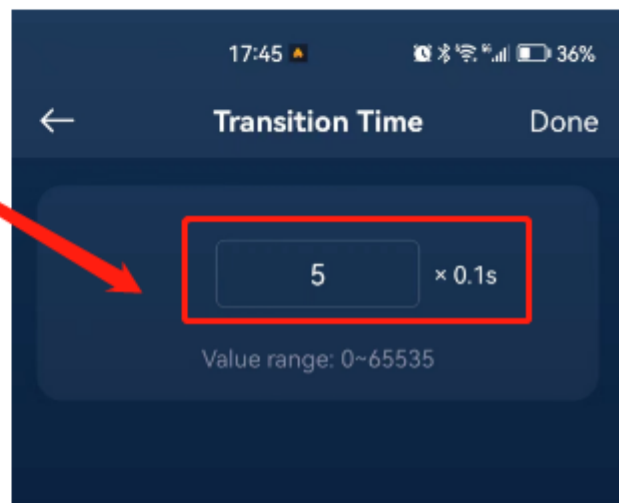 17:45 36%
← Transition Time Done
5 × 0.1s
Value range: 0~65535